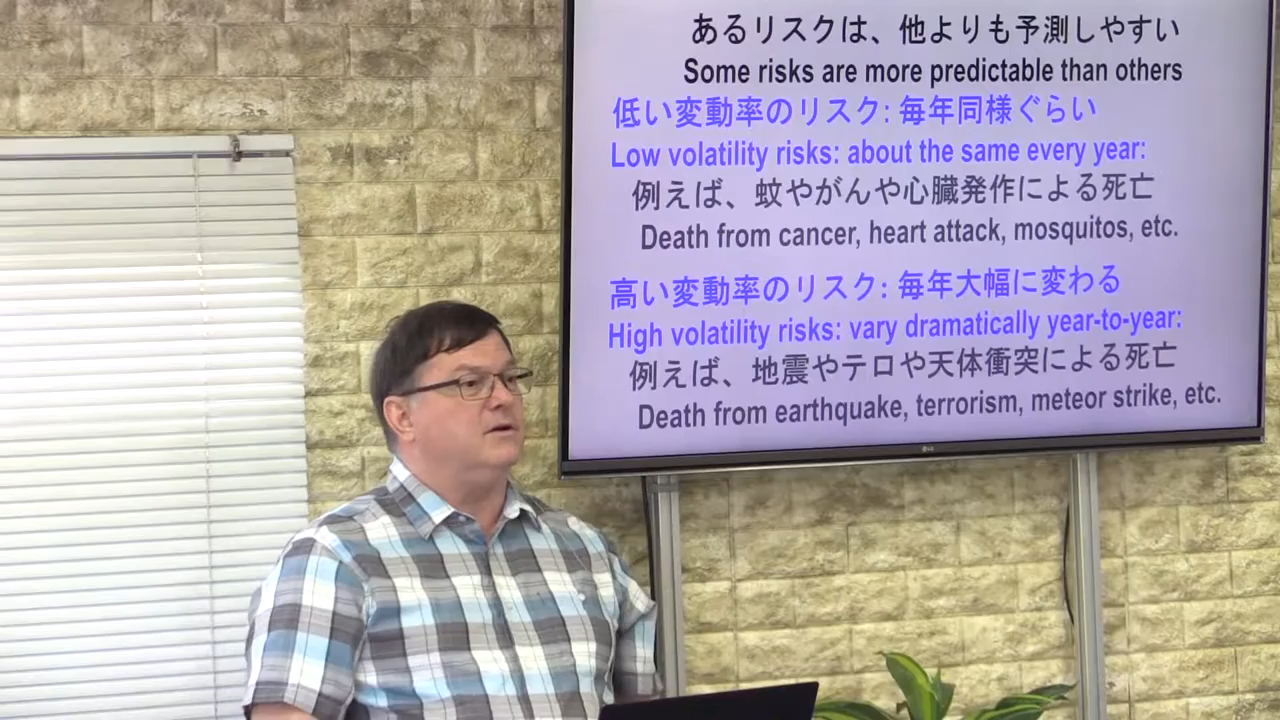 あるリスクは、他よりも予測しやすい
Some risks are more predictable than others
低い変動率のリスク: 毎年同様ぐらい
Low volatility risks: about the same every year:
例えば、蚊やがんや心臓発作による死亡
Death from cancer, heart attack, mosquitos, etc.
高い変動率のリスク: 毎年大幅に変わる
High volatility risks: vary dramatically year-to-year:
例えば、地震やテロや天体衝突による死亡
Death from earthquake, terrorism, meteor strike, etc.
LG